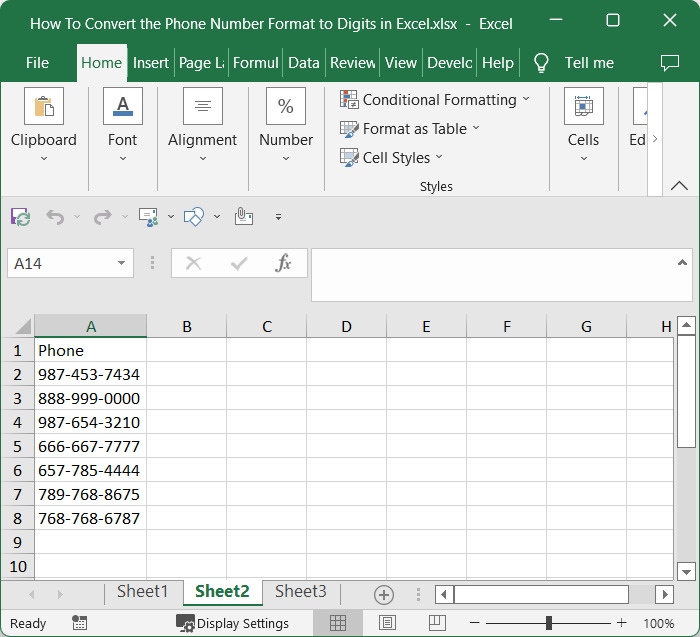 How To Convert the Phone Number Format to Digits in Excel.xlsx - Excel
File Home Insert Page La Formul Data Review View Develc Help Tell me
Clipboard Font Alignment % Number Conditional Formatting Format as Table Cell Styles Styles Cells Ed
A14 fx
A B C D E F G H
1 Phone
2 987-453-7434
3 888-999-0000
4 987-654-3210
5 666-667-7777
6 657-785-4444
7 789-768-8675
8 768-768-6787
9
10
Sheet1 Sheet2 Sheet3
Ready Display Settings 100%